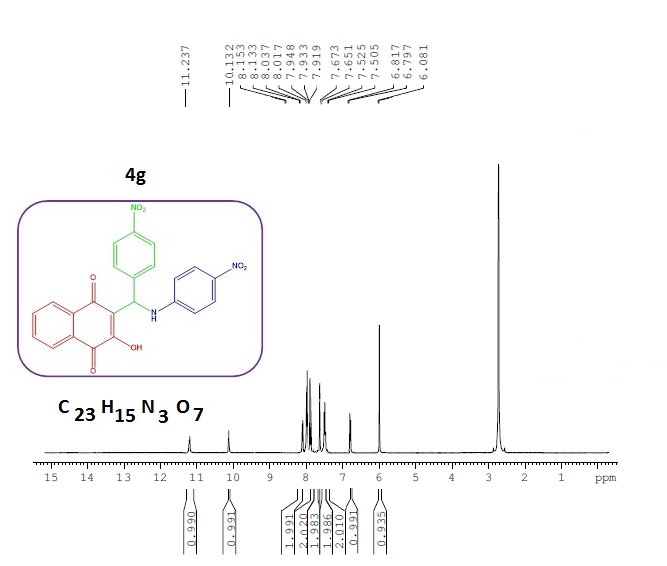 11.237
10.132
8.153
8.133
8.037
8.017
7.948
7.933
7.919
7.673
7.651
7.525
7.505
6.817
6.797
6.081
4g
NO2
NO2
O
N
H
OH
O
C 23 H15 N 3 O 7
15 14 13 12 11 10 9 8 7 6 5 4 3 2 1 ppm
0.990
0.991
1.991
2.020
1.983
1.986
2.010
0.991
0.935